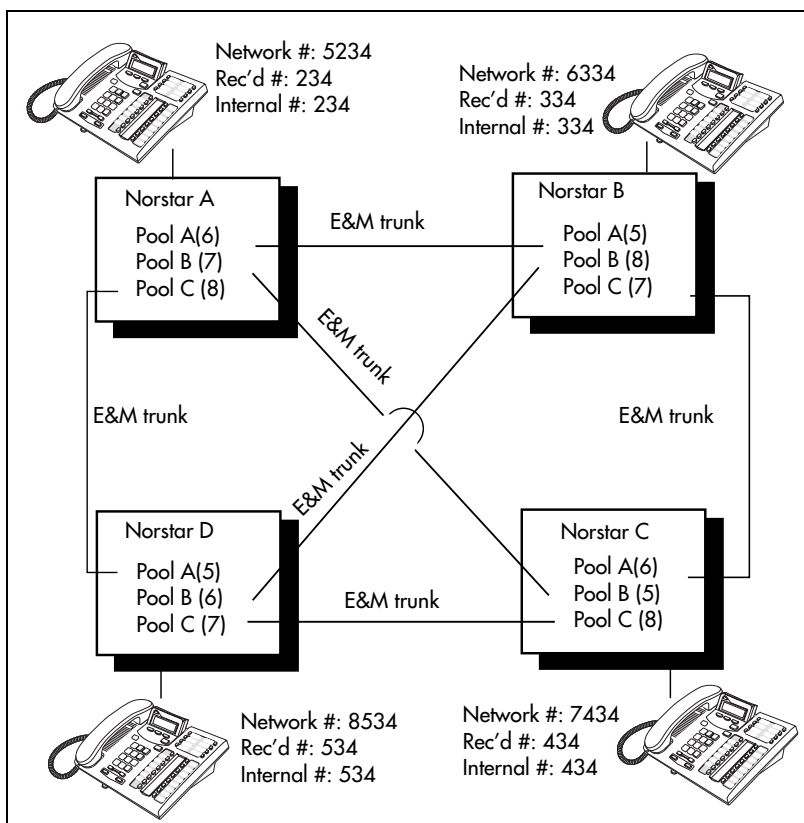 Network #: 5234
Rec’d #: 234
Internal #: 234
Network #: 6334
Rec’d #: 334
Internal #: 334
Norstar A
Pool A(6)
Pool B (7)
Pool C (8)
E&M trunk
Norstar B
Pool A(5)
Pool B (8)
Pool C (7)
E&M trunk
E&M trunk
E&M trunk
E&M trunk
Norstar D
Pool A(5)
Pool B (6)
Pool C (7)
E&M trunk
Norstar C
Pool A(6)
Pool B (5)
Pool C (8)
Network #: 8534
Rec’d #: 534
Internal #: 534
Network #: 7434
Rec’d #: 434
Internal #: 434